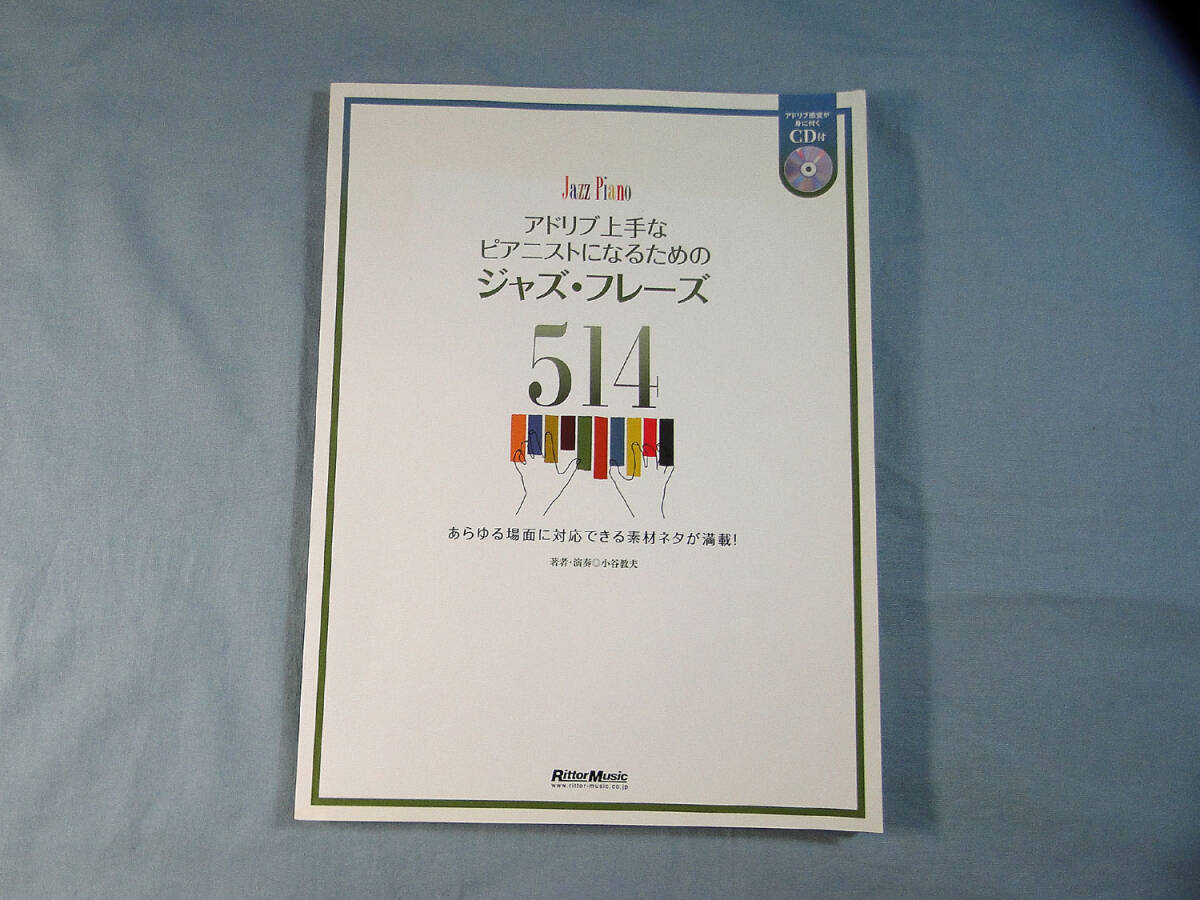 アドリブ感覚が
身に付く
CD付
Jazz Piano
アドリブ上手な
ピアニストになるための
ジャズ・フレーズ
514
あらゆる場面に対応できる素材ネタが満載!
著者・演奏◎小谷教夫
RittorMusic
www.rittor-music.co.jp